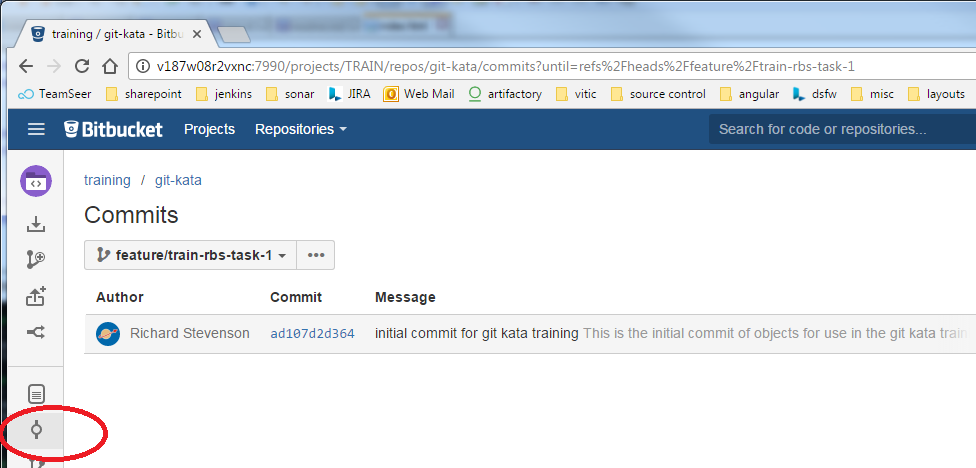 training / git-kata - Bitbu
v187w08r2vxnc:7990/projects/TRAIN/repos/git-kata/commits?until=refs%2Fheads%2Ffeature%2Ftrain-rbs-task-1
TeamSeer sharepoint jenkins sonar JIRA Web Mail artifactory vitic source control angular dsfw misc layouts
Bitbucket Projects Repositories Search for code or repositories...
training / git-kata
Commits
feature/train-rbs-task-1
Author Commit Message
Richard Stevenson ad107d2d364 initial commit for git kata training This is the initial commit of objects for use in the git kata train